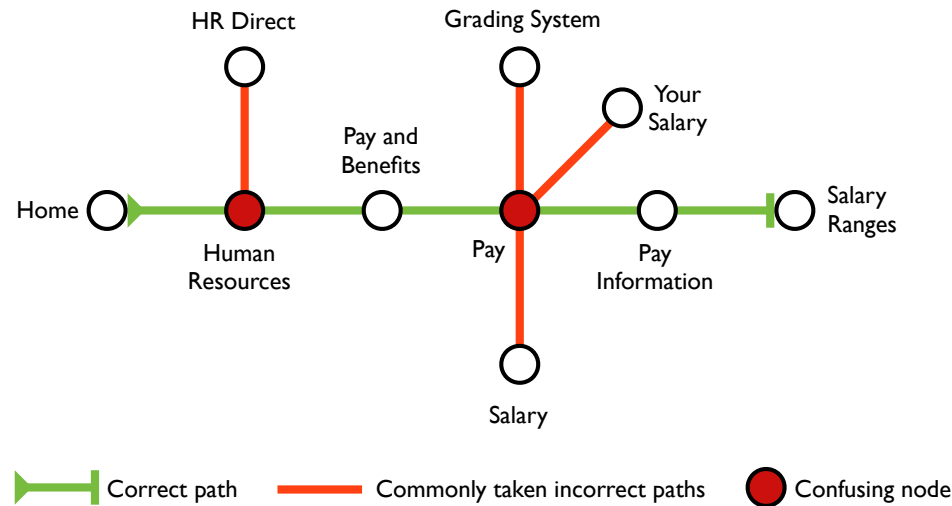 HR Direct
Grading System
Your
Salary
Pay and
Benefits
Home
Salary
Ranges
Human
Resources
Pay
Pay
Information
Salary
Correct path
Commonly taken incorrect paths
Confusing node